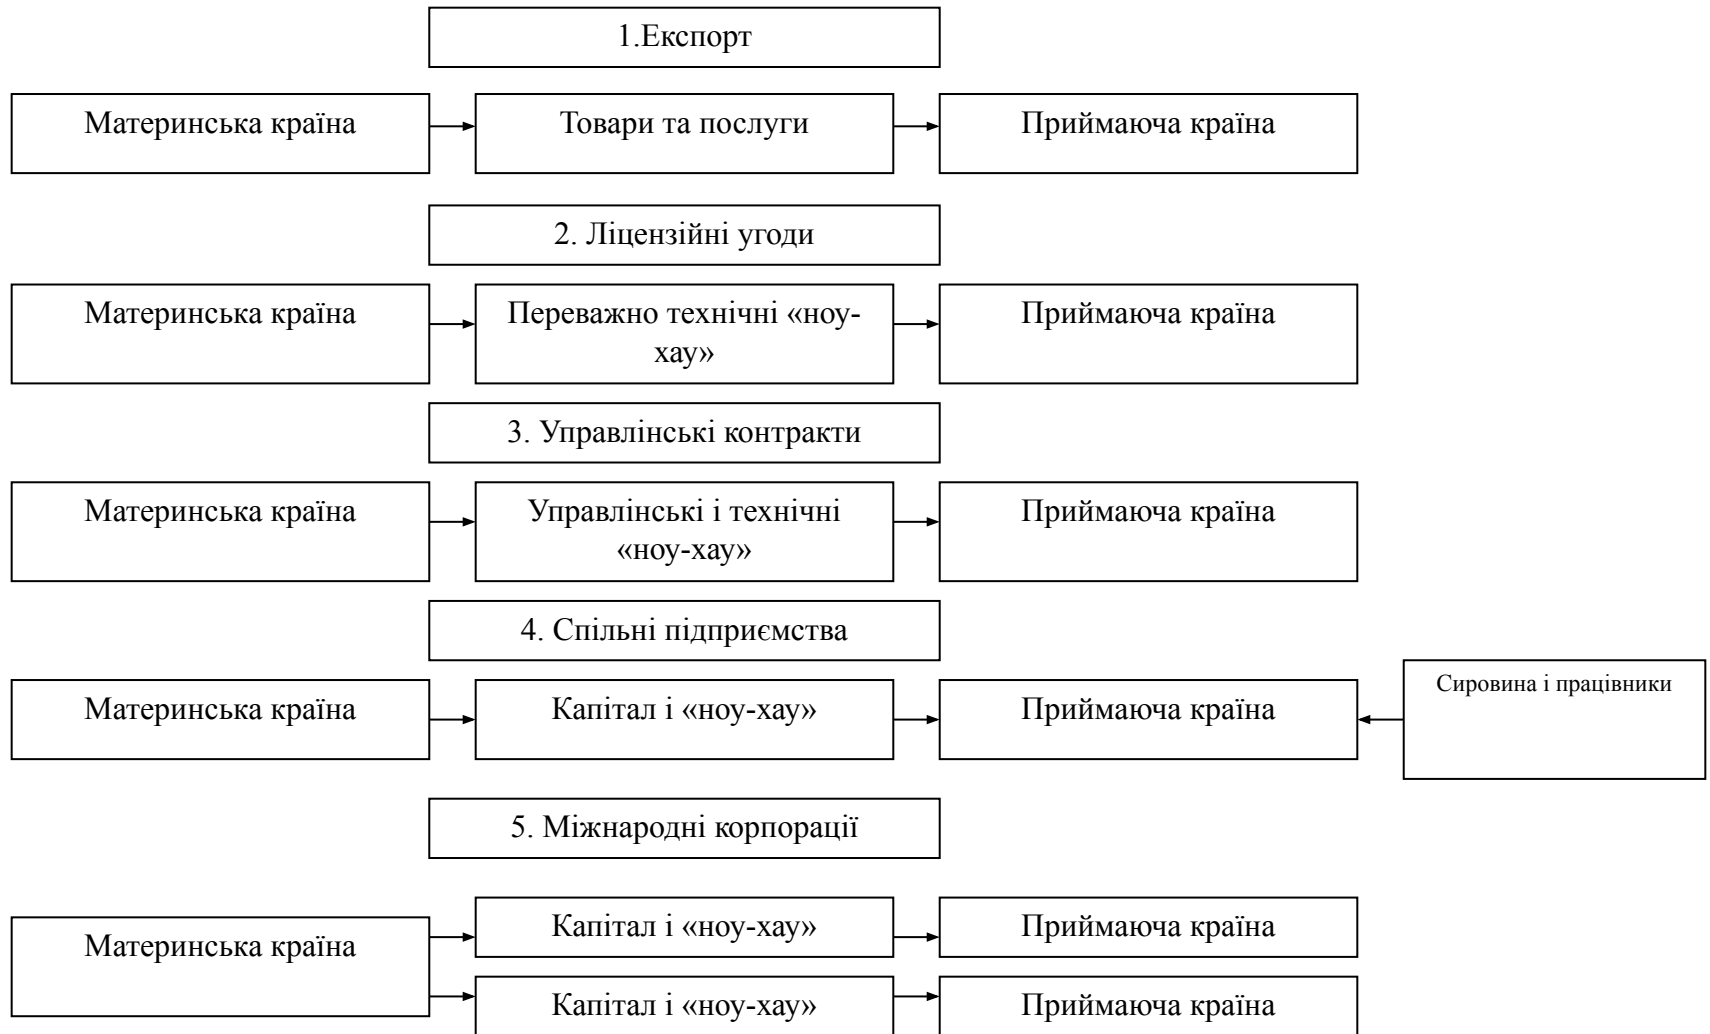 1.Експорт
Материнська країна
Товари та послуги
Приймаюча країна
2. Ліцензійні угоди
Материнська країна
Переважно технічні «ноу-
хау»
Приймаюча країна
3. Управлінські контракти
Материнська країна
Управлінські і технічні
«ноу-хау»
Приймаюча країна
4. Спільні підприємства
Материнська країна
Капітал і «ноу-хау»
Приймаюча країна
Сировина і працівники
5. Міжнародні корпорації
Материнська країна
Капітал і «ноу-хау»
Приймаюча країна
Капітал і «ноу-хау»
Приймаюча країна